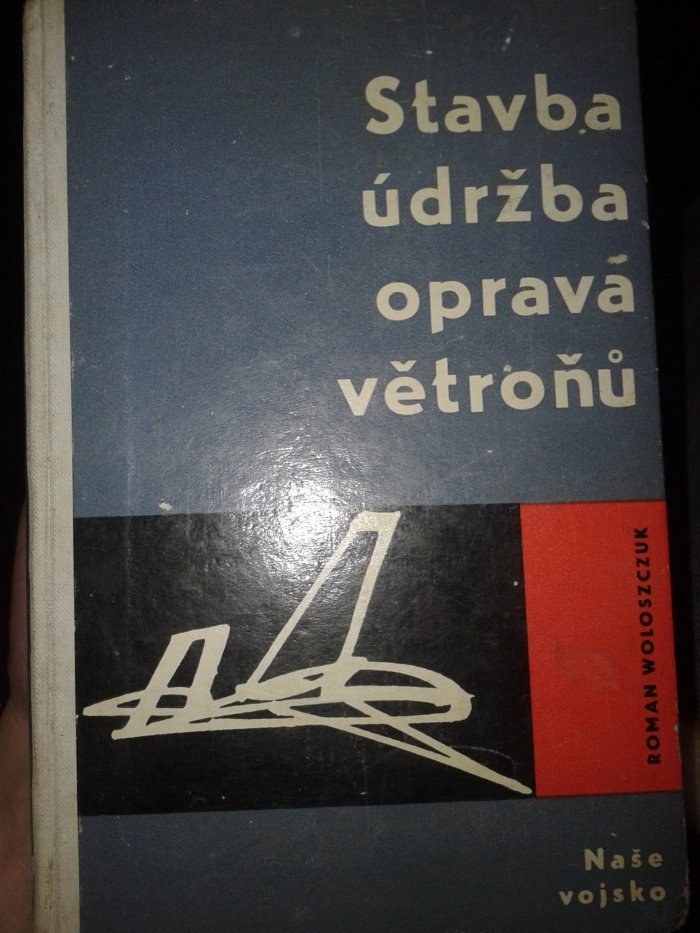 Stavba
údržba
oprava
větroňů
ROMAN WOLOSZCZUK
Naše
vojsko